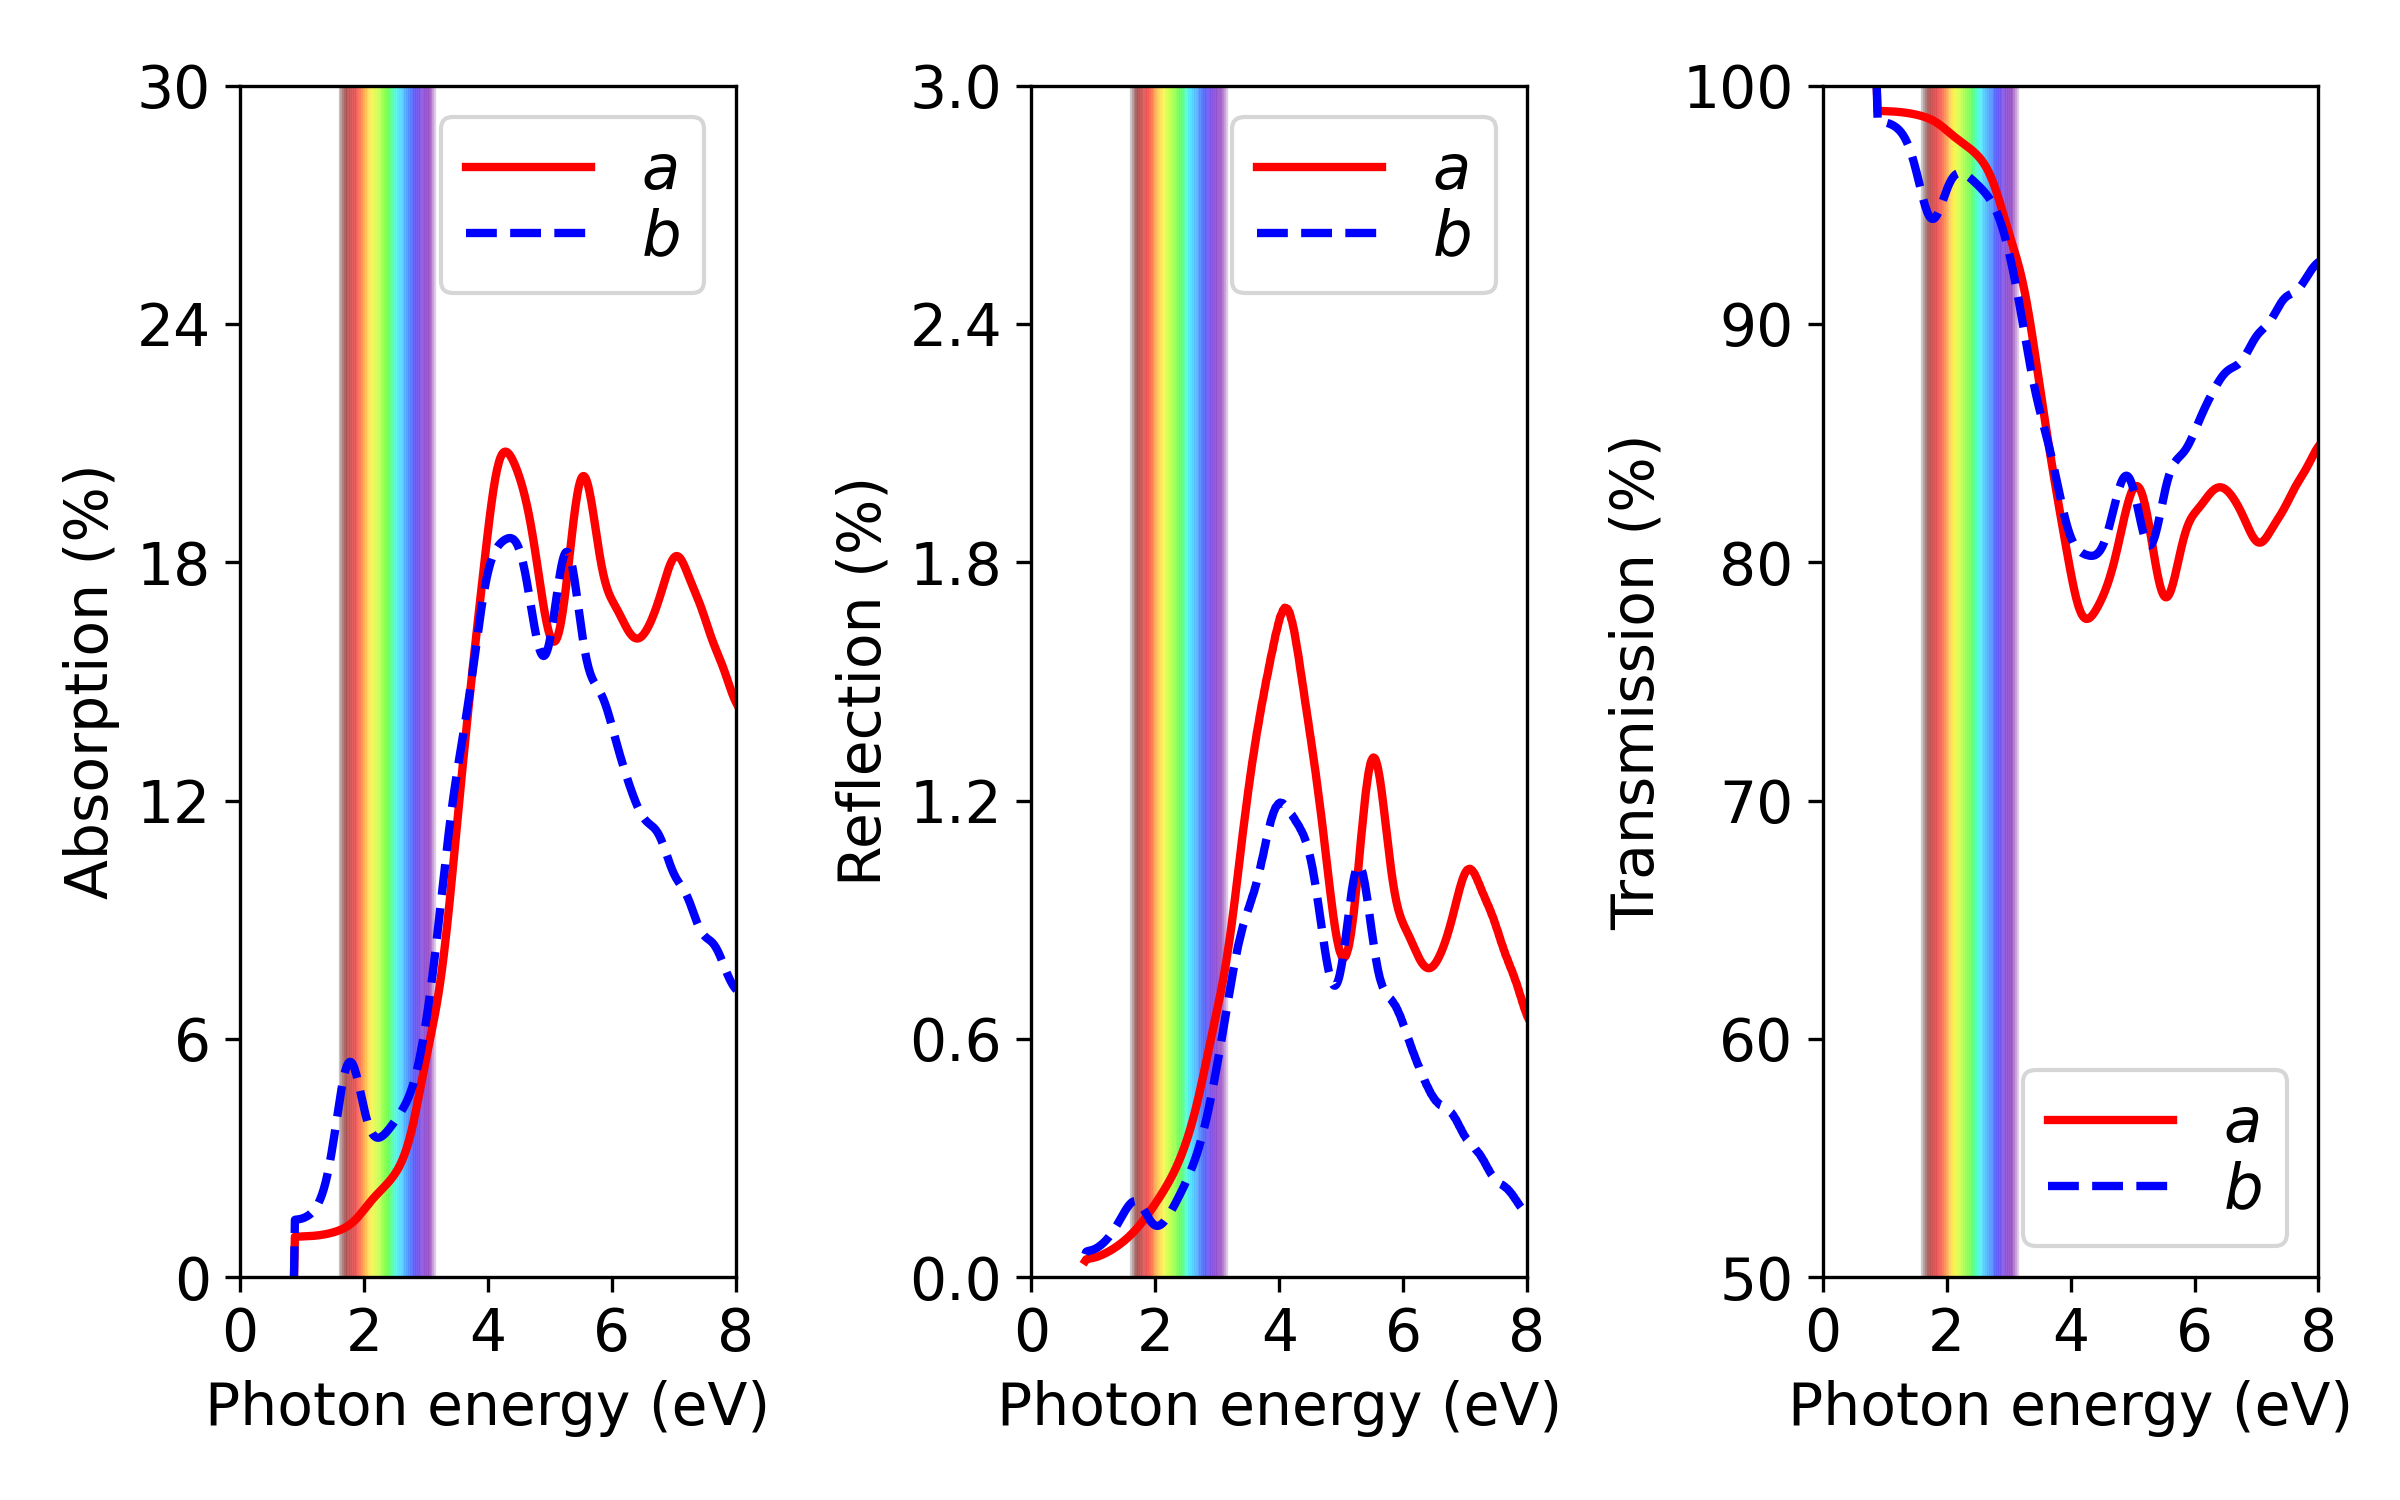 30
24
18
12
6
0
0 2 4 6 8
Absorption (%)
Photon energy (eV)
a
b
3.0
2.4
1.8
1.2
0.6
0.0
0 2 4 6 8
Reflection (%)
Photon energy (eV)
a
b
100
90
80
70
60
50
0 2 4 6 8
Transmission (%)
Photon energy (eV)
a
b